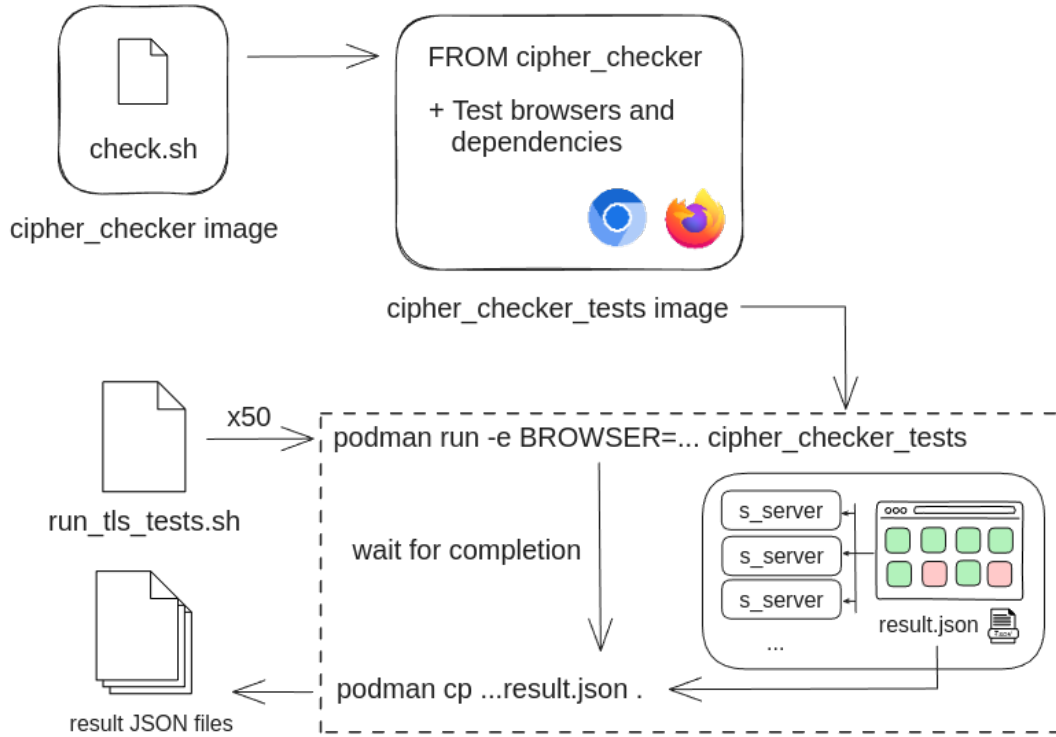 check.sh
cipher_checker image
FROM cipher_checker
+ Test browsers and
dependencies
cipher_checker_tests image
x50
run_tls_tests.sh
podman run -e BROWSER=... cipher_checker_tests
wait for completion
s_server
s_server
s_server
...
result.json
podman cp ...result.json .
result JSON files